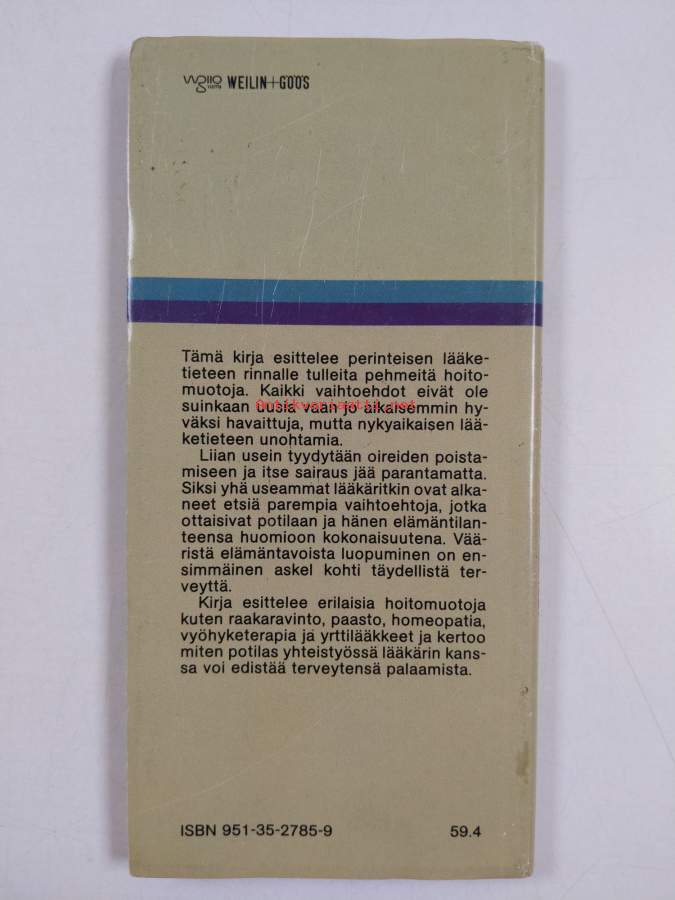 WEILIN+GÖÖS
Tämä kirja esittelee perinteisen lääke-
tieteen rinnalle tulleita pehmeitä hoito-
muotoja. Kaikki vaihtoehdot eivät ole
suinkaan uusia vaan jo aikaisemmin hy-
Antikvariaatti.net
väksi havaittuja, mutta nykyaikaisen lää-
ketieteen unohtamia.
Liian usein tyydytään oireiden poista-
miseen ja itse sairaus jää parantamatta.
Siksi yhä useammat lääkäritkin ovat alka-
neet etsiä parempia vaihtoehtoja, jotka
ottaisivat potilaan ja hänen elämäntilan-
teensa huomioon kokonaisuutena. Vää-
ristä elämäntavoista luopuminen on en-
simmäinen askel kohti täydellistä ter-
veyttä.
Kirja esittelee erilaisia hoitomuotoja
kuten raakaravinto, paasto, homeopatia,
vyöhyketerapia ja yrttilääkkeet ja kertoo
miten potilas yhteistyössä lääkärin kans-
sa voi edistää terveytensä palaamista.
ISBN 951-35-2785-9 59.4